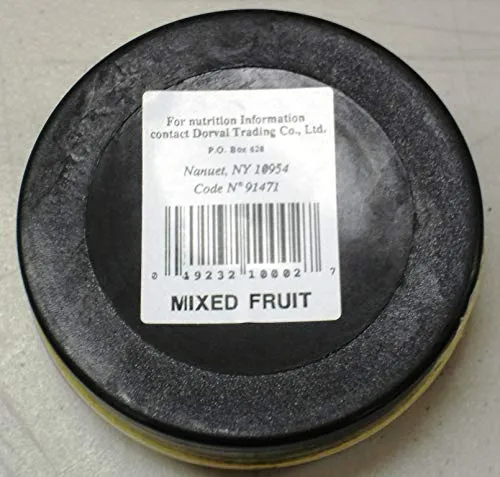 For nutrition Information
contact Dorval Trading Co., Ltd.
P.O. Box 628
Nanuet, NY 10954
Code N° 91471
0 19232 10002 7
MIXED FRUIT